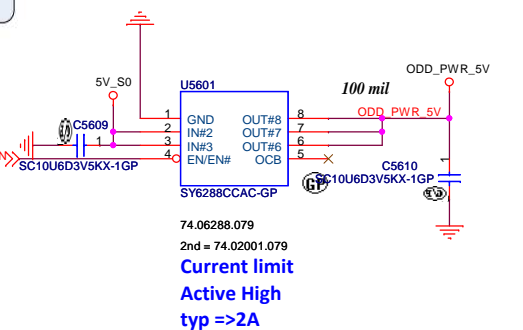 ODD_PWR_5V
5V_S0
U5601
100 mil
C5609
1
1 GND OUT#8 8
ODD_PWR_5V
2 IN#2 OUT#7 7
3 IN#3 OUT#6 6
4 EN/EN# OCB 5
SC10U6D3V5KX-1GP
C5610
1
SC10U6D3V5KX-1GP
GP
SY6288CCAC-GP
74.06288.079
2nd = 74.02001.079
Current limit
Active High
typ =>2A